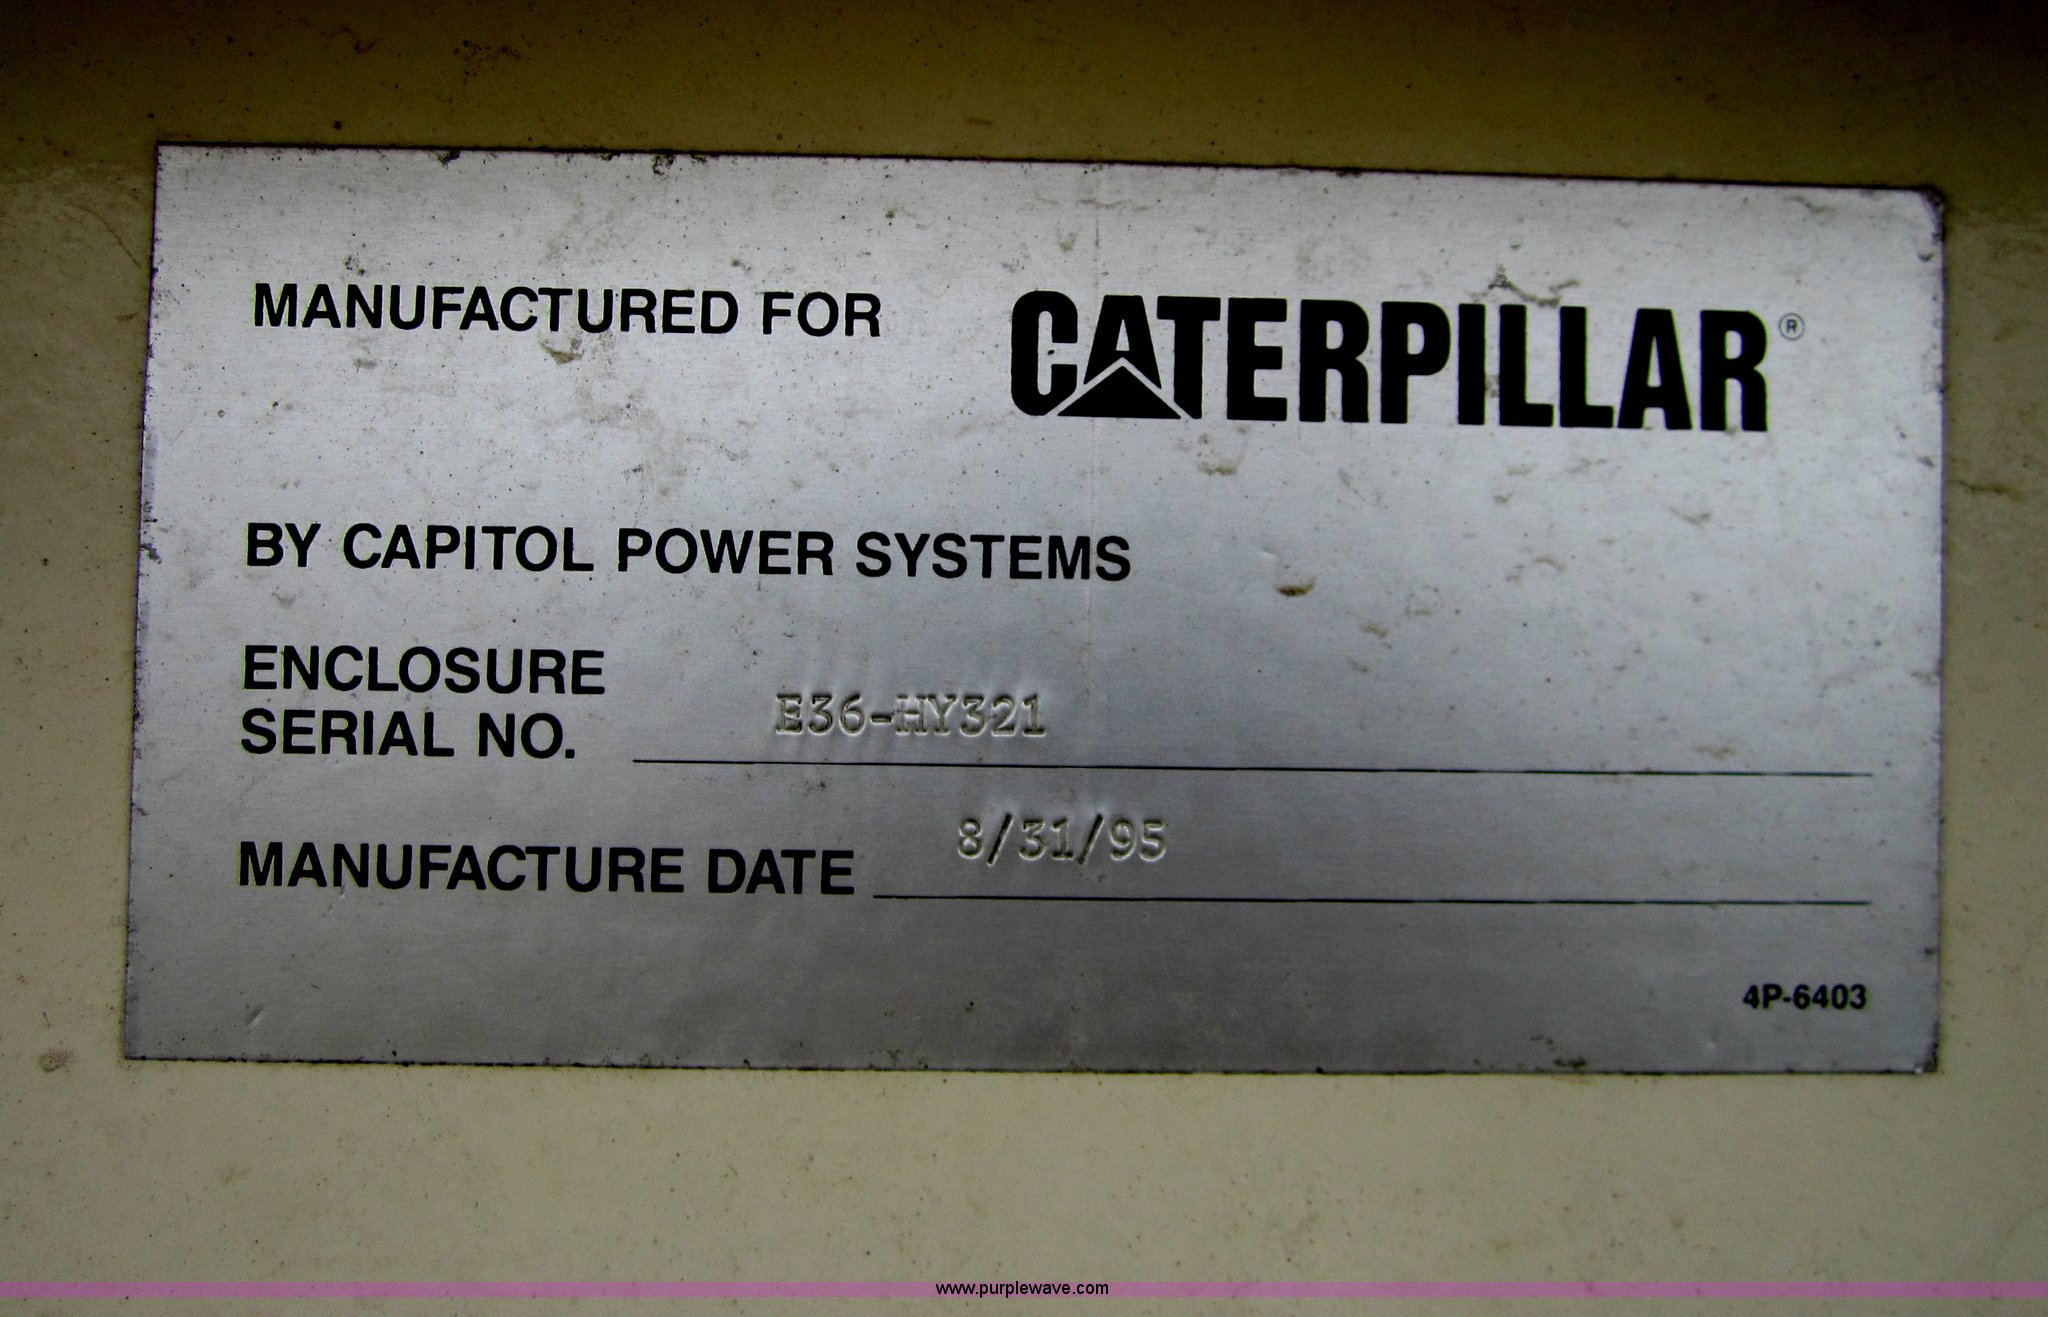 MANUFACTURED FOR CATERPILLAR®
BY CAPITOL POWER SYSTEMS
ENCLOSURE
SERIAL NO. E36-HY321
MANUFACTURE DATE 8/31/95
4P-6403
www.purplewave.com